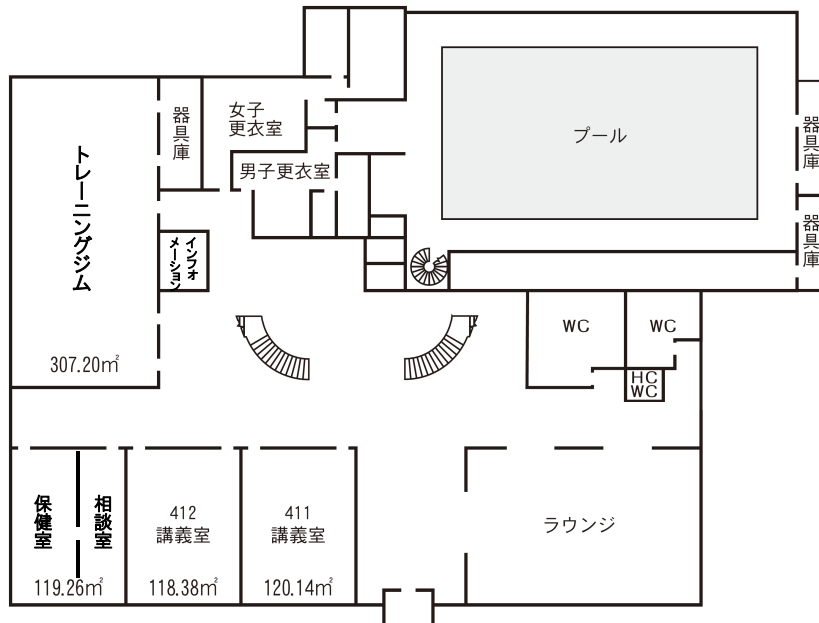 プール
女子
更衣室
器具庫
器具庫
男子更衣室
トレーニングジム
インフォ
メーション
器具庫
307.20㎡
WC
WC
HC
WC
保健室
相談室
119.26㎡
412
講義室
118.38㎡
411
講義室
120.14㎡
ラウンジ